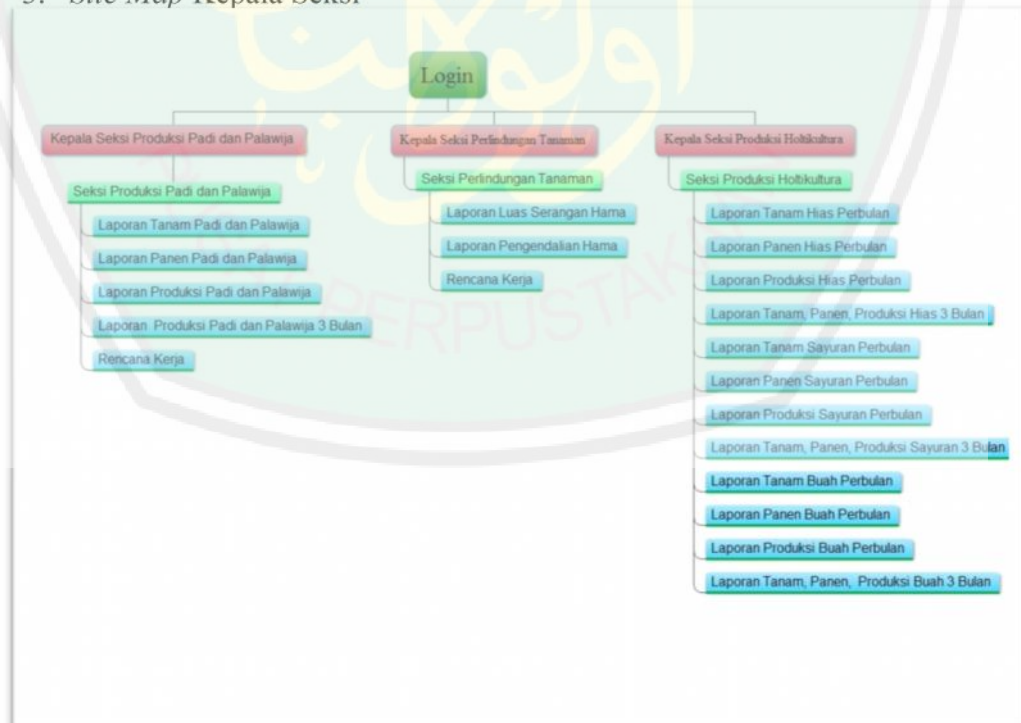 3. Site Map Kepala Seksi
Login
Kepala Seksi Produksi Padi dan Palawija
Seksi Produksi Padi dan Palawija
Laporan Tanam Padi dan Palawija
Laporan Panen Padi dan Palawija
Laporan Produksi Padi dan Palawija
Laporan Produksi Padi dan Palawija 3 Bulan
Rencana Kerja
Kepala Seksi Perlindungan Tanaman
Seksi Perlindungan Tanaman
Laporan Luas Serangan Hama
Laporan Pengendalian Hama
Rencana Kerja
Kepala Seksi Produksi Holtikultura
Seksi Produksi Holtikultura
Laporan Tanam Hias Perbulan
Laporan Panen Hias Perbulan
Laporan Produksi Hias Perbulan
Laporan Tanam, Panen, Produksi Hias 3 Bulan
Laporan Tanam Sayuran Perbulan
Laporan Panen Sayuran Perbulan
Laporan Produksi Sayuran Perbulan
Laporan Tanam, Panen, Produksi Sayuran 3 Bulan
Laporan Tanam Buah Perbulan
Laporan Panen Buah Perbulan
Laporan Produksi Buah Perbulan
Laporan Tanam, Panen, Produksi Buah 3 Bulan
PERPUSTAKAAN